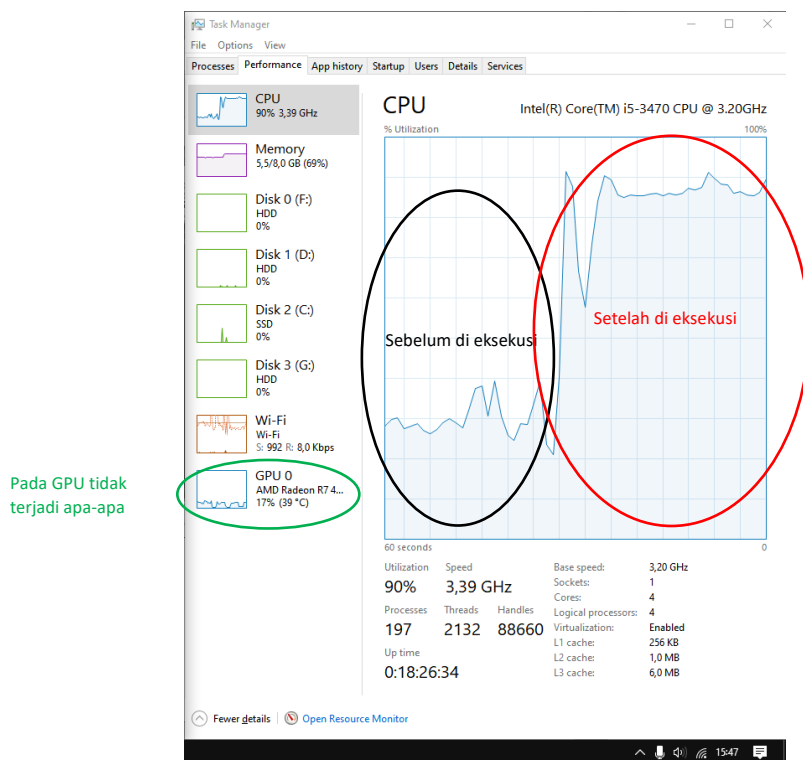 Task Manager
File Options View
Processes Performance App history Startup Users Details Services
CPU
90% 3,39 GHz
Memory
5,5/8,0 GB (69%)
Disk 0 (F:)
HDD
0%
Disk 1 (D:)
HDD
0%
Disk 2 (C:)
SSD
0%
Disk 3 (G:)
HDD
0%
Wi-Fi
Wi-Fi
S: 992 R: 8,0 Kbps
GPU 0
AMD Radeon R7 4...
17% (39 °C)
Pada GPU tidak
terjadi apa-apa
CPU
Intel(R) Core(TM) i5-3470 CPU @ 3.20GHz
% Utilization 100%
Sebelum di eksekusi
Setelah di eksekusi
60 seconds 0
Utilization Speed
90% 3,39 GHz
Processes Threads Handles
197 2132 88660
Up time
0:18:26:34
Base speed: 3,20 GHz
Sockets: 1
Cores: 4
Logical processors: 4
Virtualization: Enabled
L1 cache: 256 KB
L2 cache: 1,0 MB
L3 cache: 6,0 MB
Fewer details Open Resource Monitor
15:47